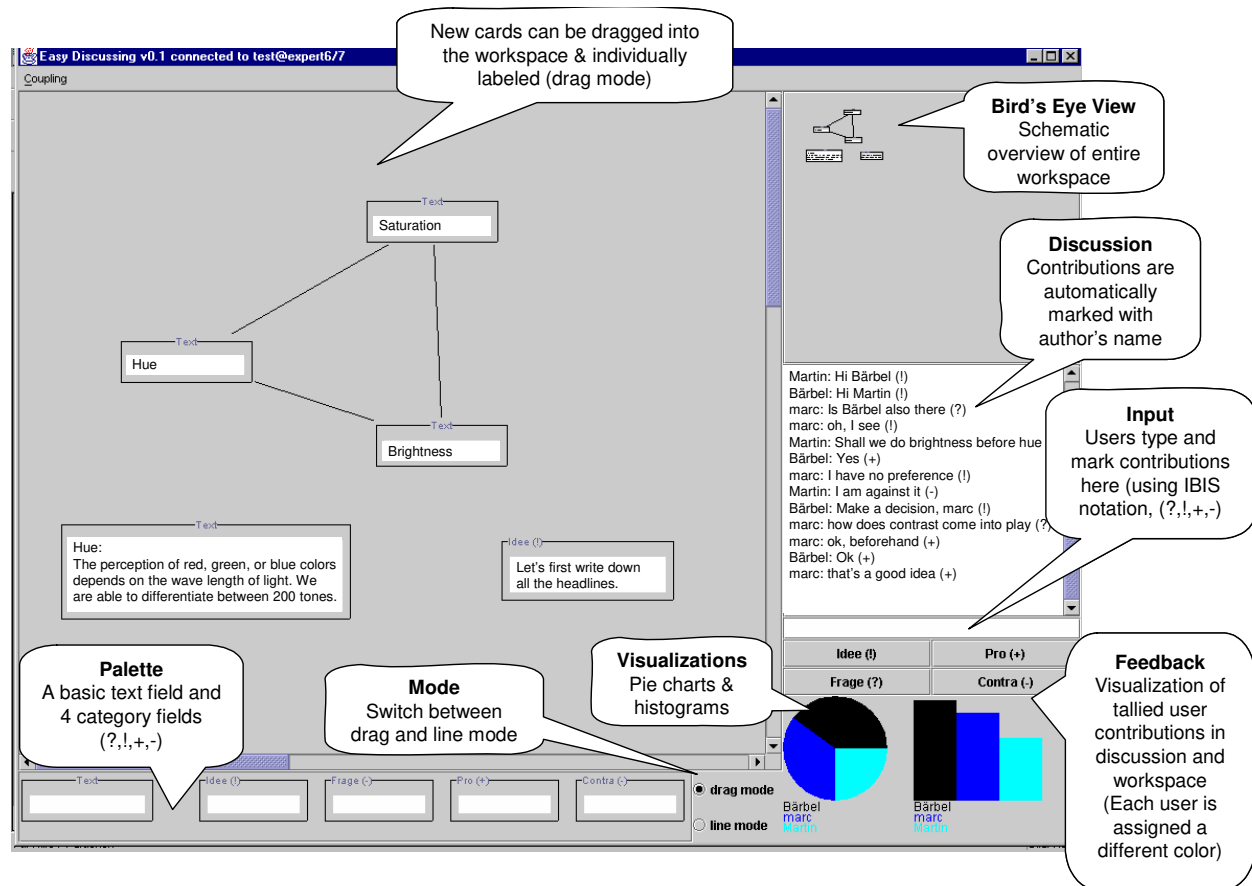 New cards can be dragged into
the workspace & individually
labeled (drag mode)
Easy Discussing v0.1 connected to test@expert6/7
Coupling
Bird's Eye View
Schematic
overview of entire
workspace
Text
Saturation
Discussion
Contributions are
automatically
marked with
author's name
Text
Hue
Text
Brightness
Martin: Hi Bärbel (!)
Bärbel: Hi Martin (!)
marc: Is Bärbel also there (?)
marc: oh, I see (!)
Martin: Shall we do brightness before hue
Bärbel: Yes (+)
marc: I have no preference (!)
Martin: I am against it (-)
Bärbel: Make a decision, marc (!)
marc: how does contrast come into play (?)
marc: ok, beforehand (+)
Bärbel: Ok (+)
marc: that's a good idea (+)
Input
Users type and
mark contributions
here (using IBIS
notation, (?,!,+,-)
Text
Hue:
The perception of red, green, or blue colors
depends on the wave length of light. We
are able to differentiate between 200 tones.
Idee (!)
Let's first write down
all the headlines.
Idee (!)
Pro (+)
Frage (?)
Contra (-)
Palette
A basic text field and
4 category fields
(?,!,+,-)
Mode
Switch between
drag and line mode
Visualizations
Pie charts &
histograms
Feedback
Visualization of
tallied user
contributions in
discussion and
workspace
(Each user is
assigned a
different color)
Text
Idee (!)
Frage (-)
Pro (+)
Contra (-)
drag mode
line mode
Bärbel
marc
Martin
Bärbel
marc
Martin